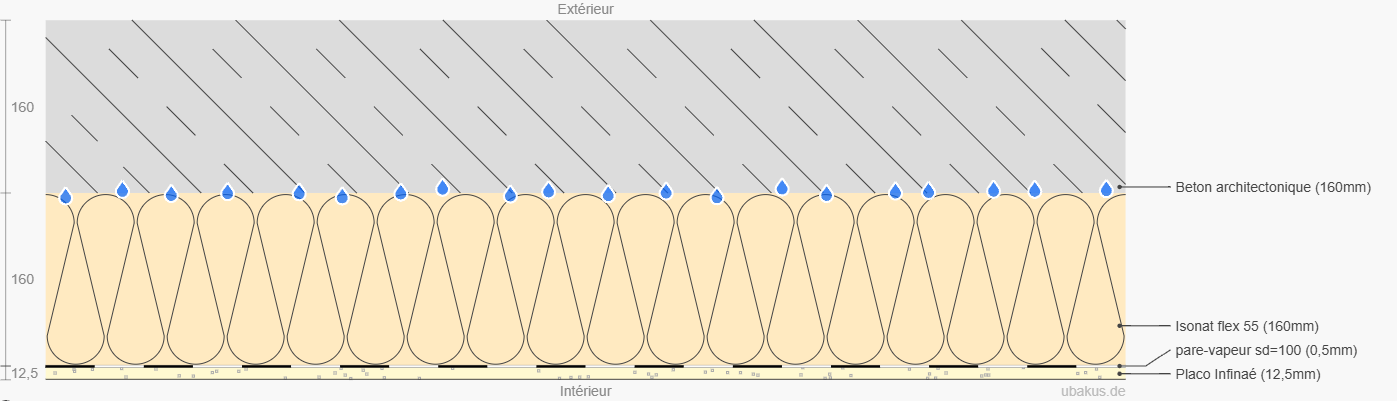 Extérieur
160
Beton architectonique (160mm)
160
Isonat flex 55 (160mm)
pare-vapeur sd=100 (0,5mm)
12,5
Placo Infinaé (12,5mm)
Intérieur
ubakus.de